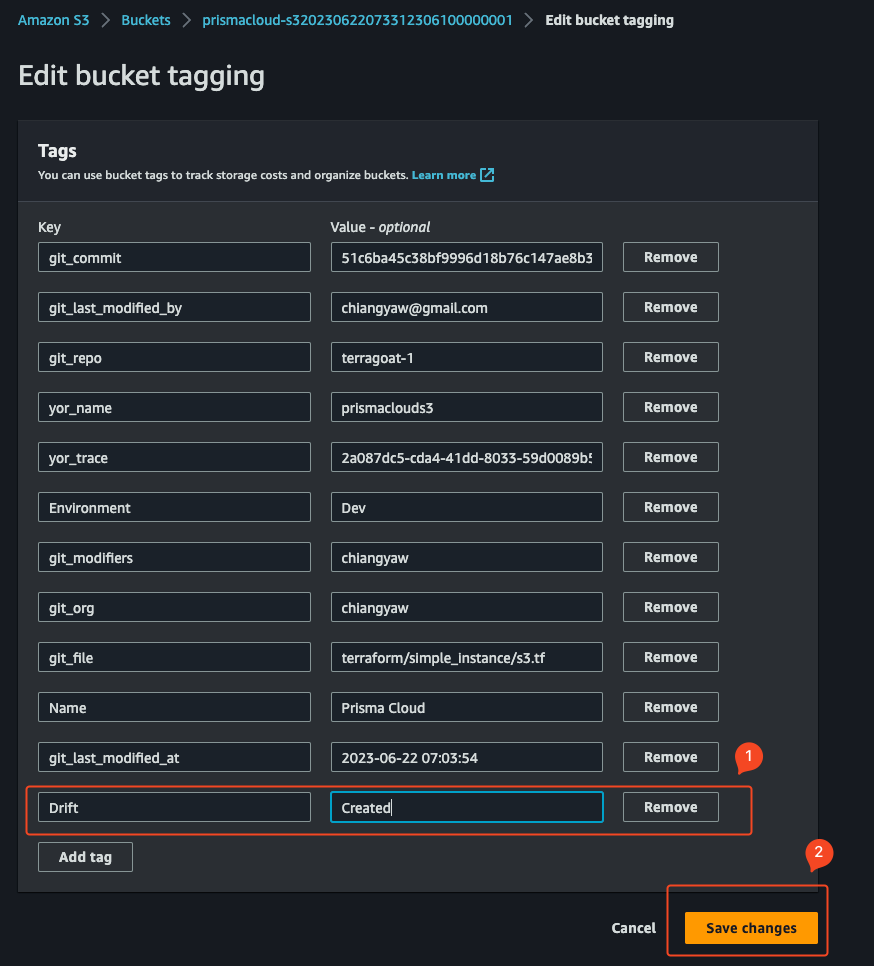 Amazon S3 > Buckets > prismacloud-s320230622073312306100000001 > Edit bucket tagging
Edit bucket tagging
Tags
You can use bucket tags to track storage costs and organize buckets. Learn more
Key Value - optional
git_commit 51c6ba45c38bf9996d18b76c147ae8b3 Remove
git_last_modified_by chiangyaw@gmail.com Remove
git_repo terragoat-1 Remove
yor_name prismaclouds3 Remove
yor_trace 2a087dc5-cda4-41dd-8033-59d0089b5 Remove
Environment Dev Remove
git_modifiers chiangyaw Remove
git_org chiangyaw Remove
git_file terraform/simple_instance/s3.tf Remove
Name Prisma Cloud Remove
git_last_modified_at 2023-06-22 07:03:54 Remove
1
Drift Created Remove
Add tag
2
Cancel Save changes